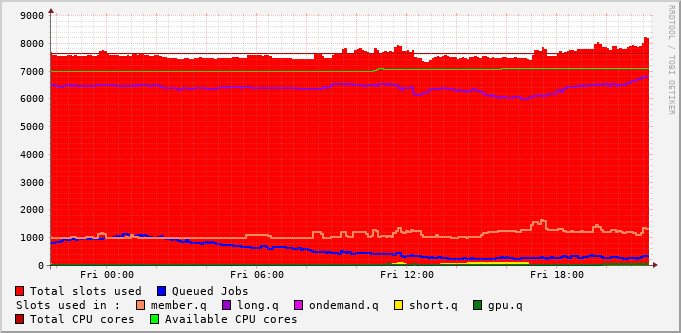 9000
8000
7000
6000
5000
4000
3000
2000
1000
0
Fri 00:00 Fri 06:00 Fri 12:00 Fri 18:00
RRDTOOL / TOBI OETIKER
Total slots used Queued Jobs
Slots used in : member.q long.q ondemand.q short.q gpu.q
Total CPU cores Available CPU cores